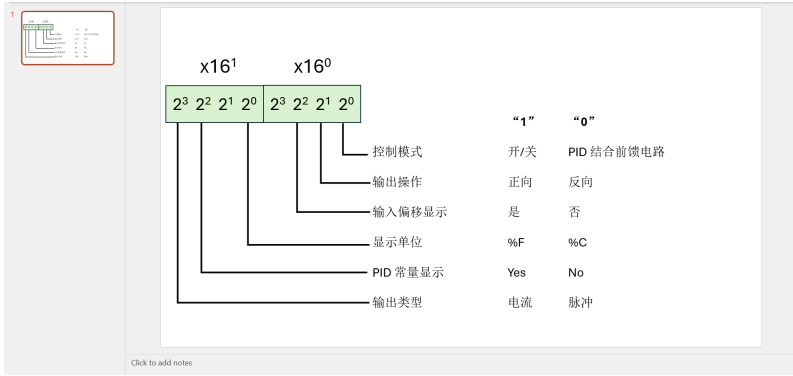 1
x16¹ x16⁰
2³ 2² 2¹ 2⁰ 2³ 2² 2¹ 2⁰
“1” “0”
控制模式 开/关 PID 结合前馈电路
输出操作 正向 反向
输入偏移显示 是 否
显示单位 %F %C
PID 常量显示 Yes No
输出类型 电流 脉冲
Click to add notes